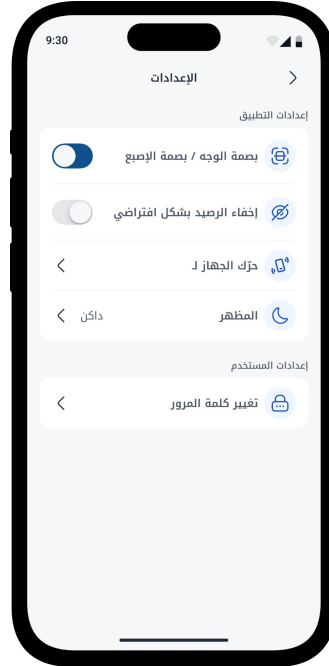 9:30
الإعدادات
إعدادات التطبيق
بصمة الوجه / بصمة الإصبع
إخفاء الرصيد بشكل افتراضي
حرّك الجهاز لـ
المظهر داكن
إعدادات المستخدم
تغيير كلمة المرور